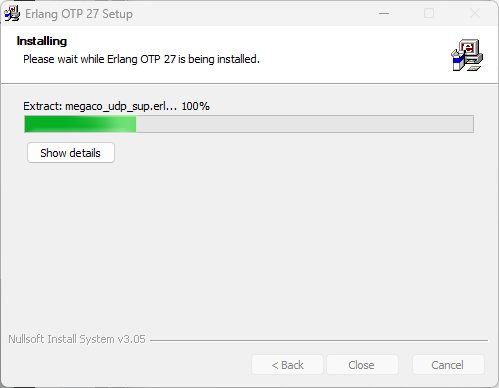 Erlang OTP 27 Setup
Installing
Please wait while Erlang OTP 27 is being installed.
Extract: megaco_udp_sup.erl... 100%
Show details
Nullsoft Install System v3.05
< Back
Close
Cancel